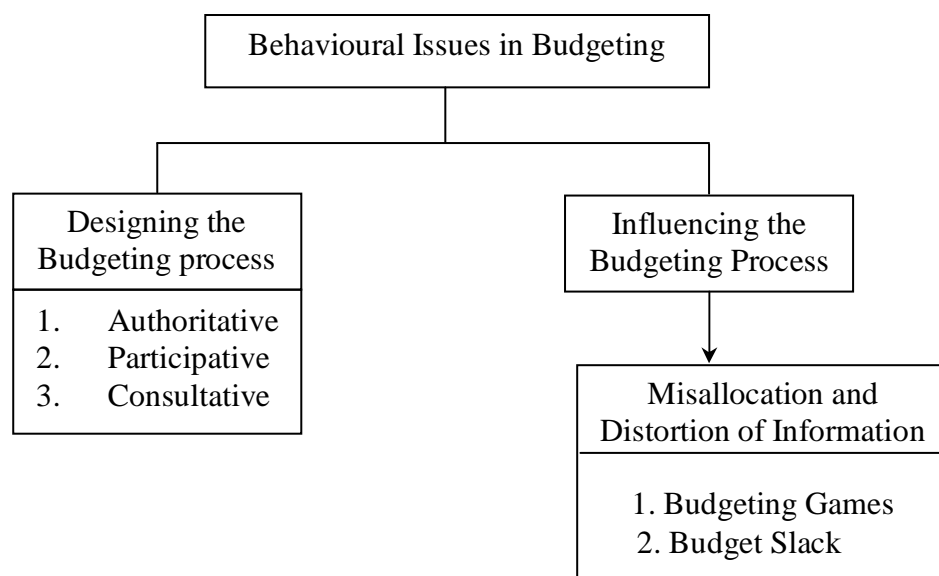 Behavioural Issues in Budgeting
Designing the
Budgeting process
1. Authoritative
2. Participative
3. Consultative
Influencing the
Budgeting Process
Misallocation and
Distortion of Information
1. Budgeting Games
2. Budget Slack